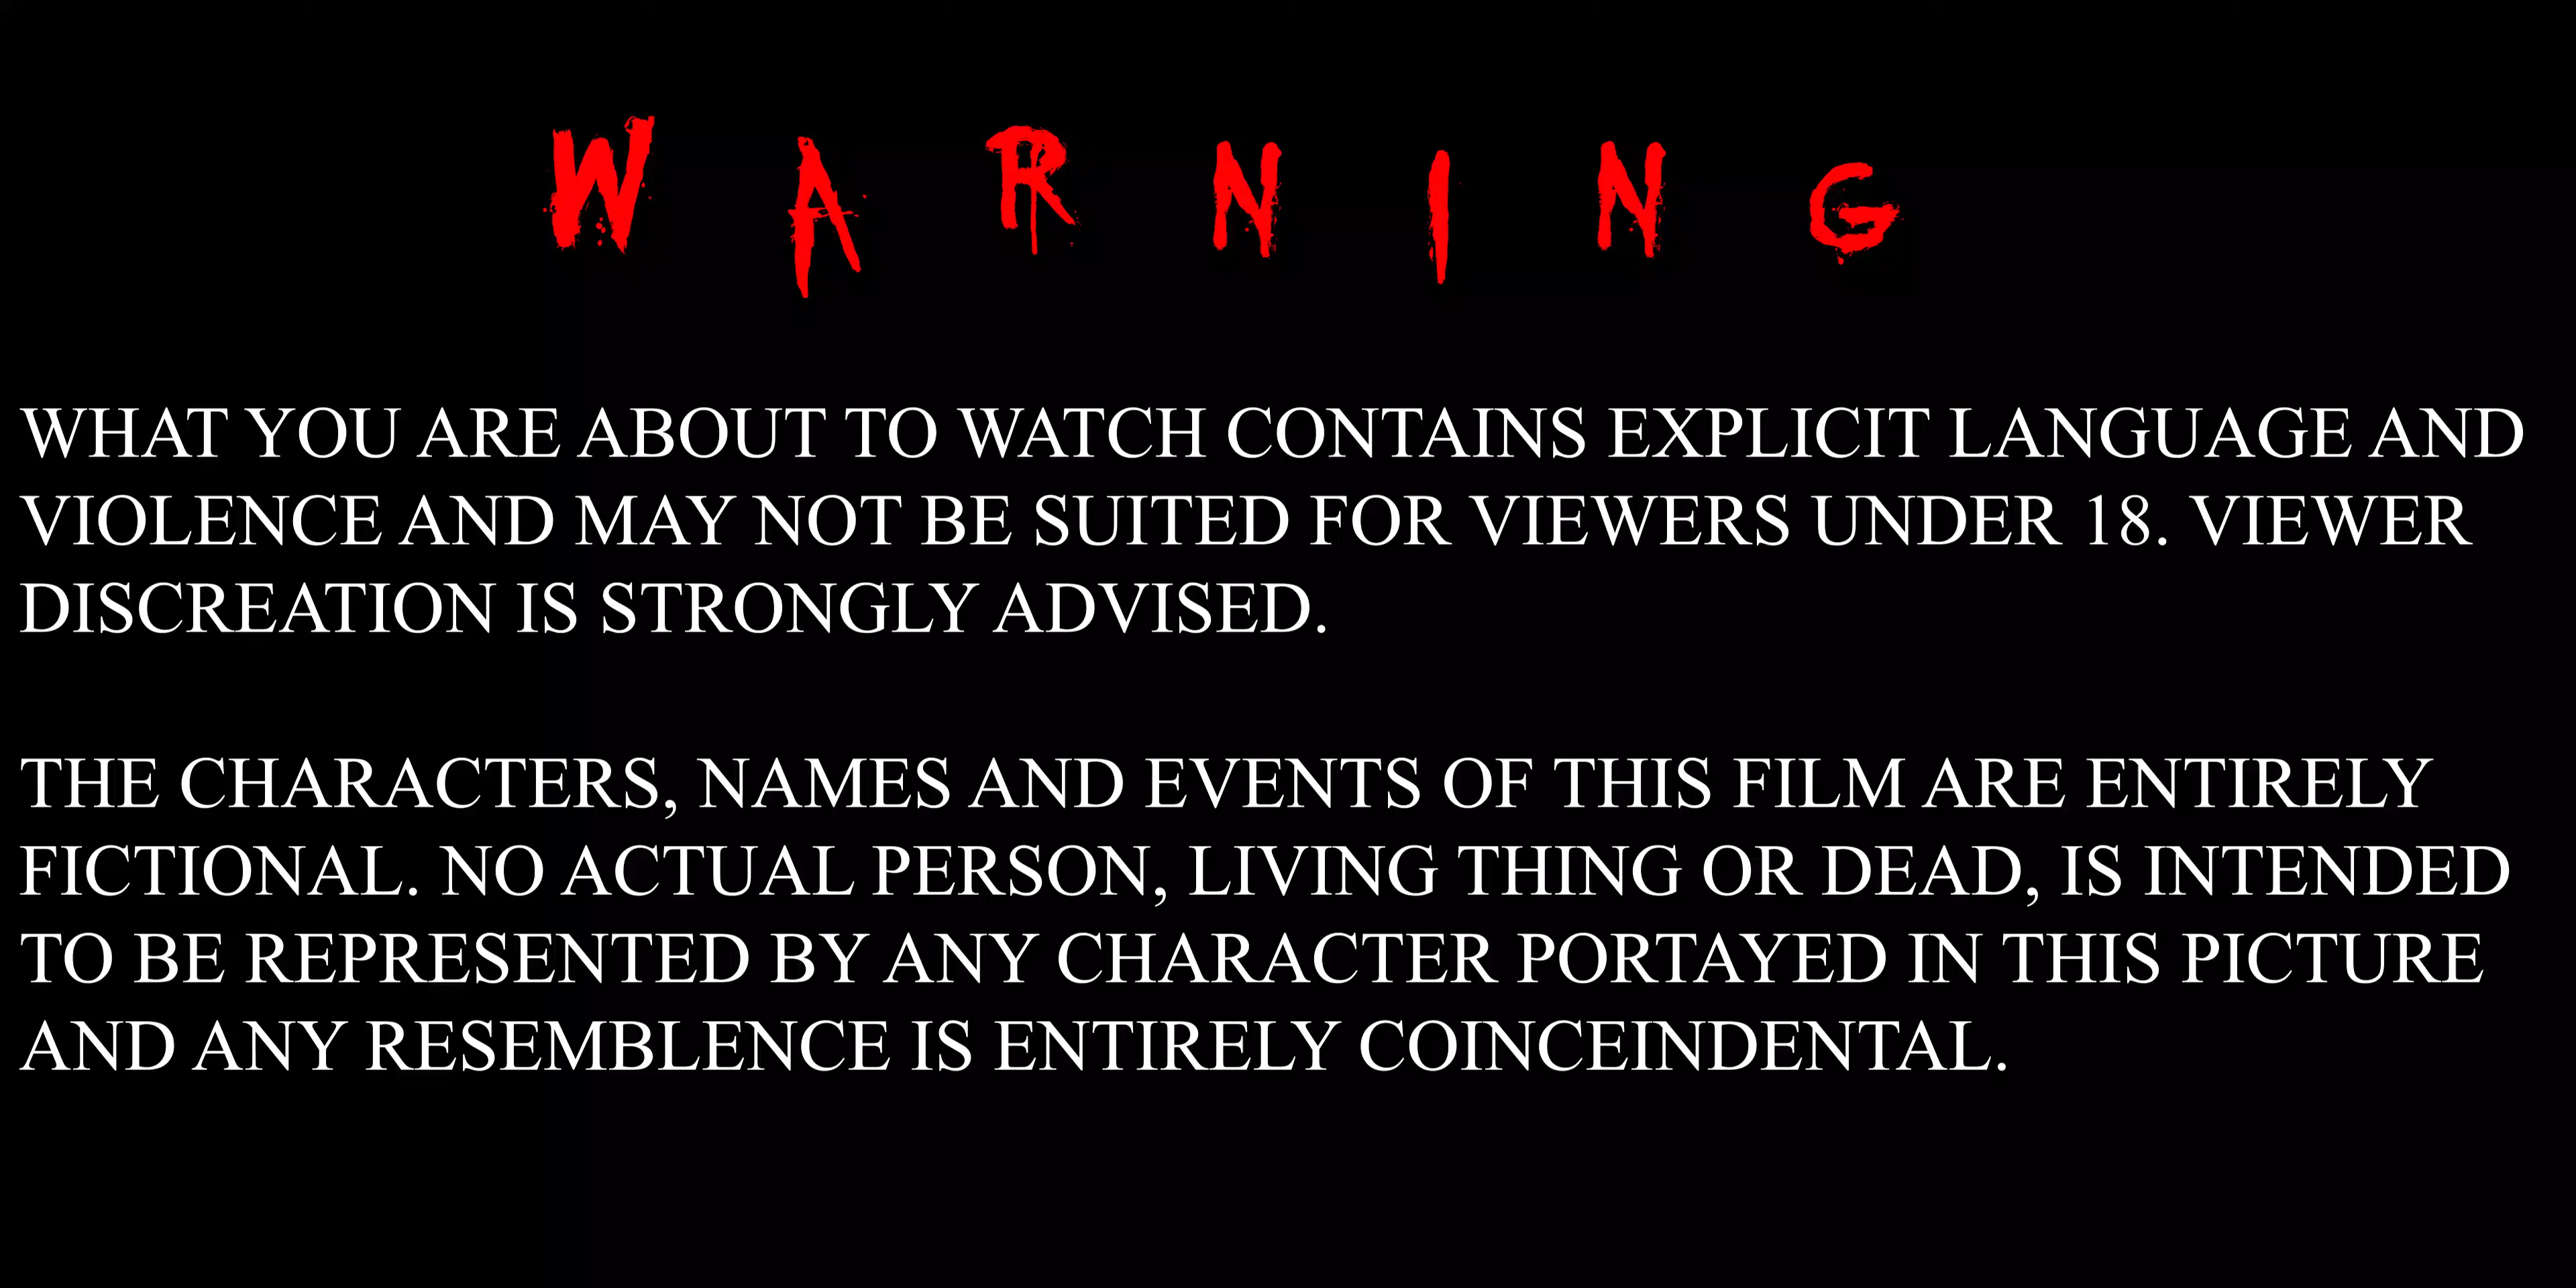 WARNING
WHAT YOU ARE ABOUT TO WATCH CONTAINS EXPLICIT LANGUAGE AND
VIOLENCE AND MAY NOT BE SUITED FOR VIEWERS UNDER 18. VIEWER
DISCREATION IS STRONGLY ADVISED.
THE CHARACTERS, NAMES AND EVENTS OF THIS FILM ARE ENTIRELY
FICTIONAL. NO ACTUAL PERSON, LIVING THING OR DEAD, IS INTENDED
TO BE REPRESENTED BY ANY CHARACTER PORTAYED IN THIS PICTURE
AND ANY RESEMBLENCE IS ENTIRELY COINCEINDENTAL.